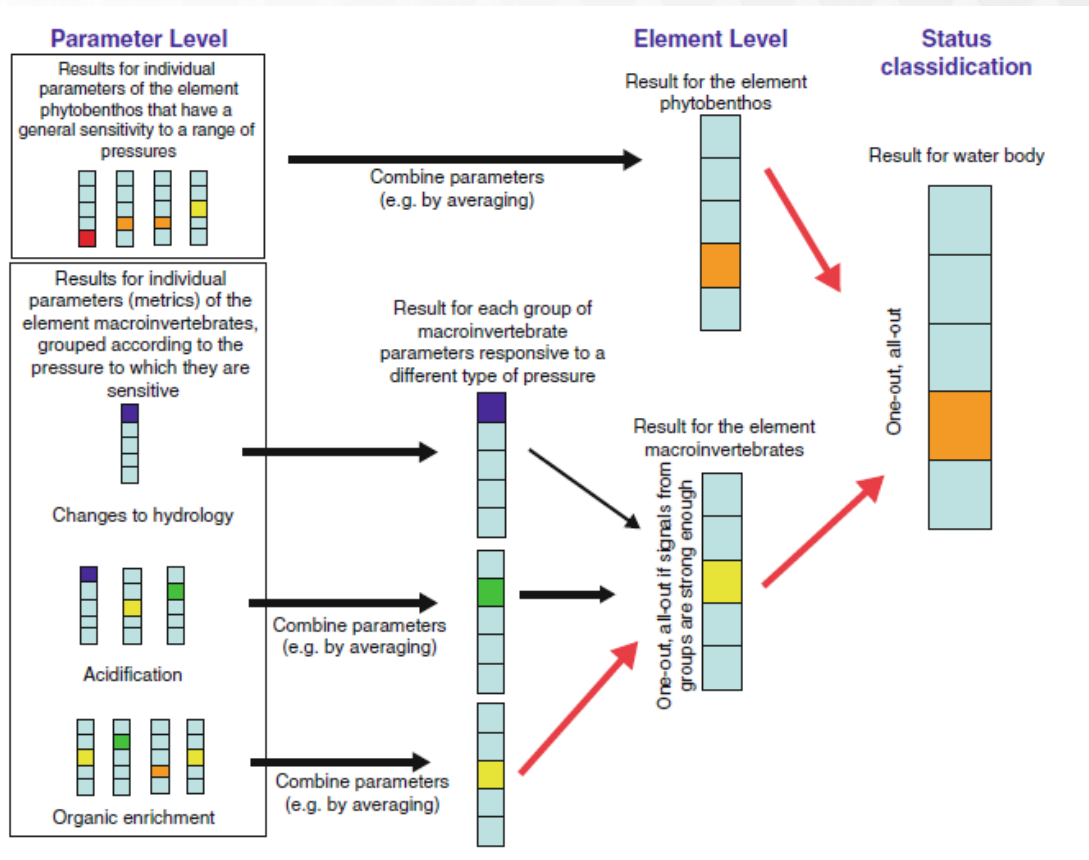 Parameter Level
Results for individual
parameters of the element
phytobenthos that have a
general sensitivity to a range of
pressures
Combine parameters
(e.g. by averaging)
Element Level
Result for the element
phytobenthos
Status
classidication
Result for water body
One-out, all-out
Results for individual
parameters (metrics) of the
element macroinvertebrates,
grouped according to the
pressure to which they are
sensitive
Changes to hydrology
Acidification
Organic enrichment
Combine parameters
(e.g. by averaging)
Combine parameters
(e.g. by averaging)
Result for each group of
macroinvertebrate
parameters responsive to a
different type of pressure
Result for the element
macroinvertebrates
One-out, all-out if signals from
groups are strong enough